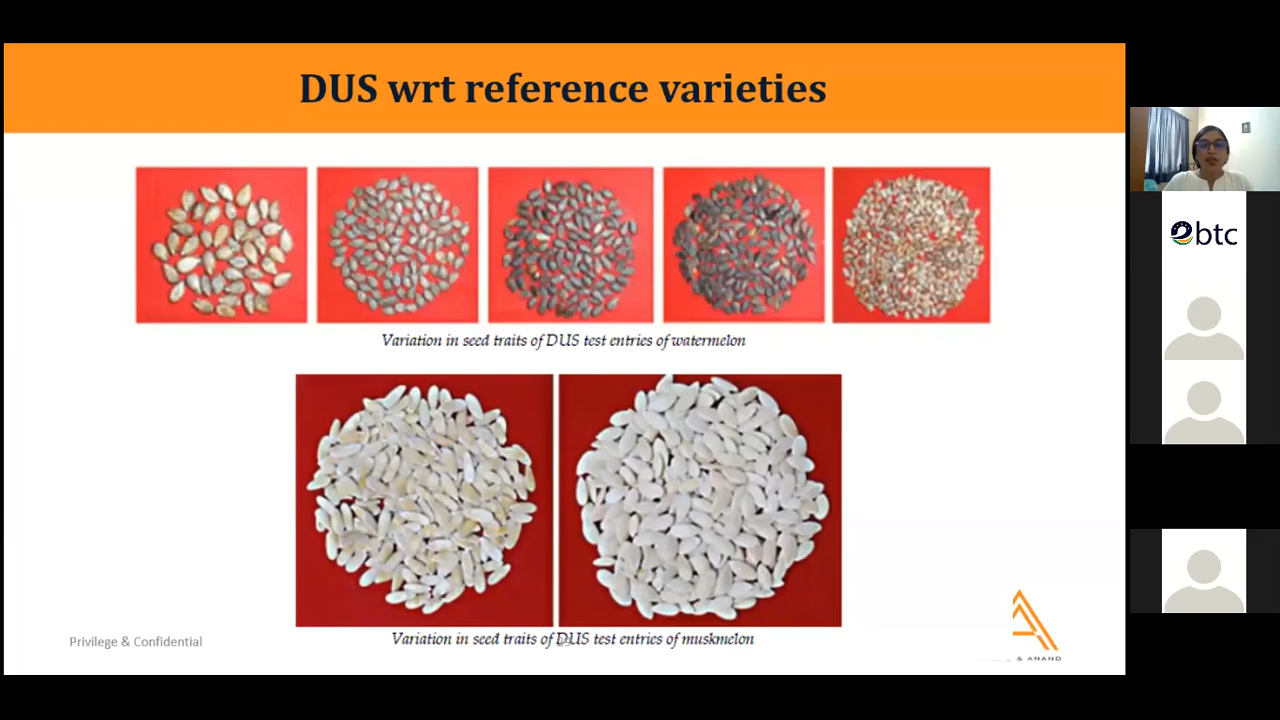 DUS wrt reference varieties
Variation in seed traits of DUS test entries of watermelon
Variation in seed traits of DUS test entries of muskmelon
Privilege & Confidential
& ANAND
btc